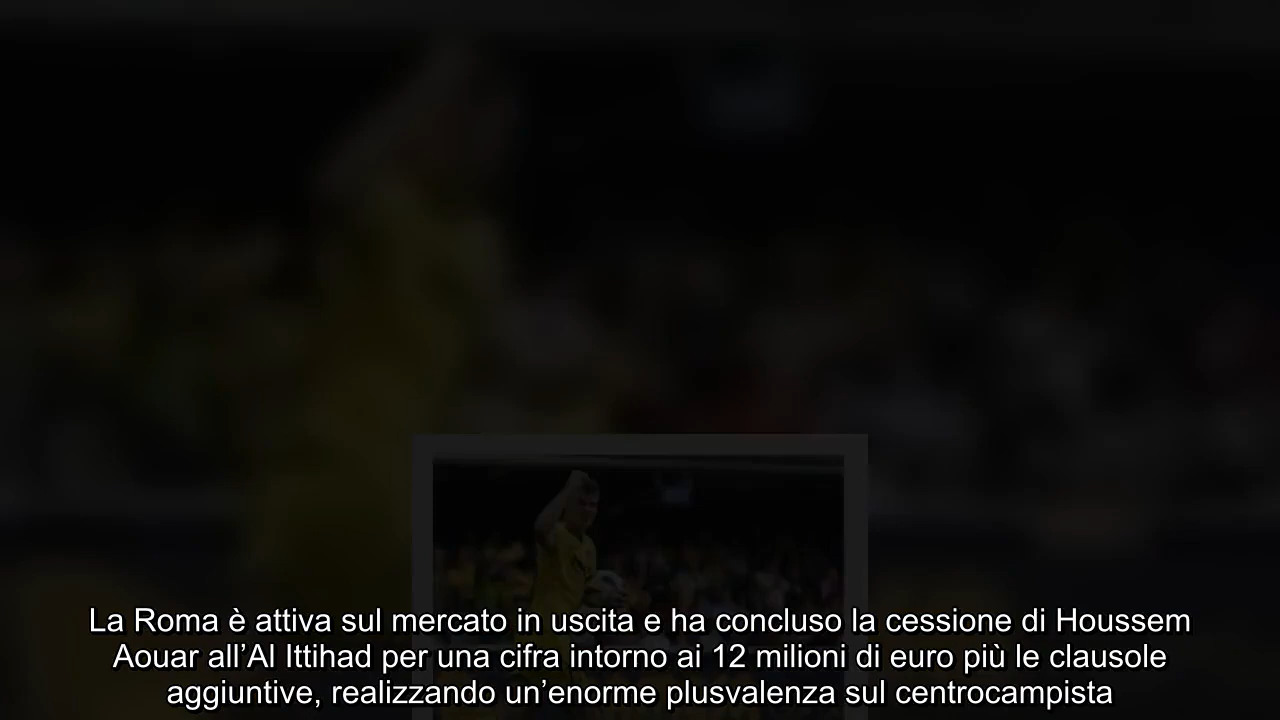 La Roma è attiva sul mercato in uscita e ha concluso la cessione di Houssem
Aouar all’Al Ittihad per una cifra intorno ai 12 milioni di euro più le clausole
aggiuntive, realizzando un’enorme plusvalenza sul centrocampista